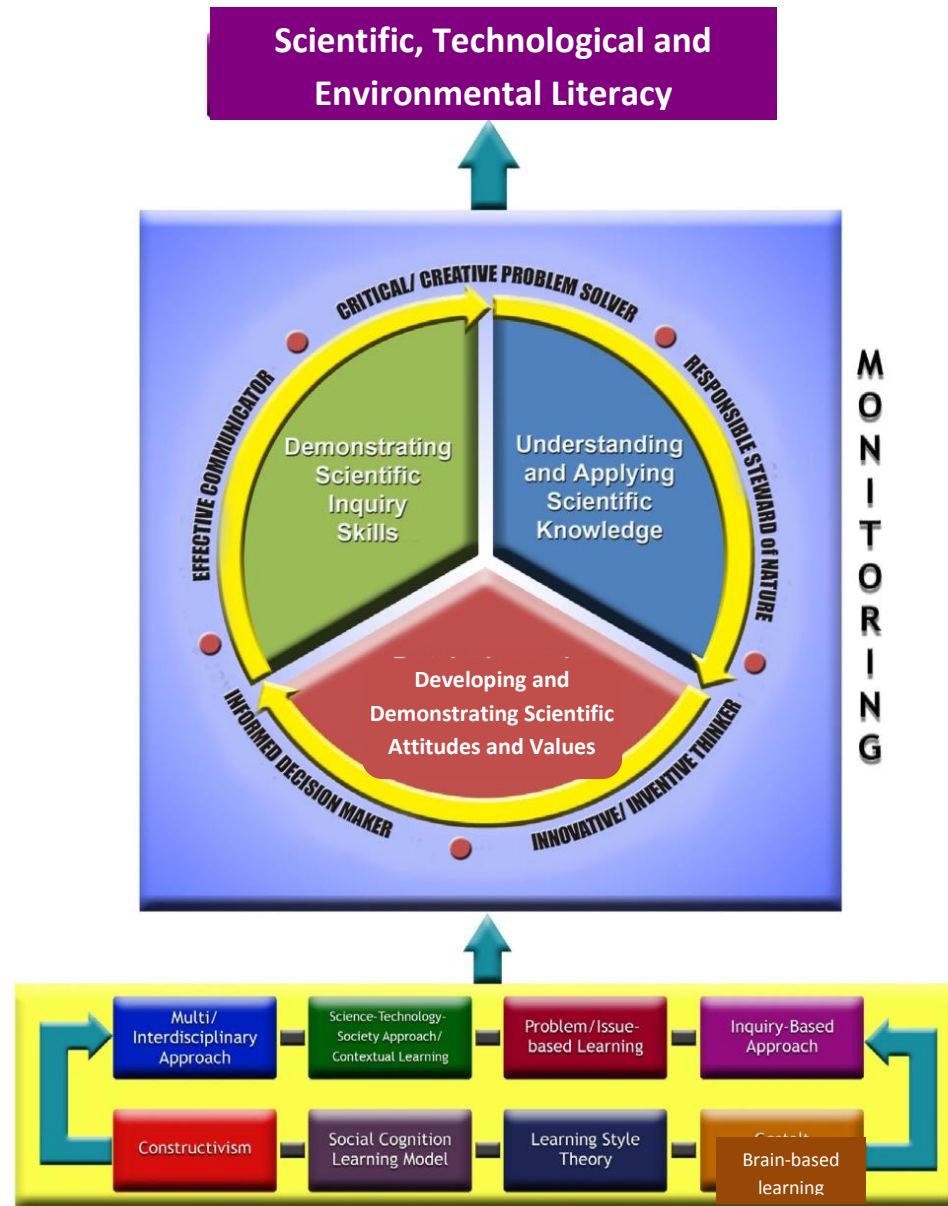 Scientific, Technological and
Environmental Literacy
CRITICAL/ CREATIVE PROBLEM SOLVER
RESPONSIBLE STEWARD of NATURE
INNOVATIVE/ INVENTIVE THINKER
INFORMED DECISION MAKER
EFFECTIVE COMMUNICATOR
Demonstrating
Scientific
Inquiry
Skills
Understanding
and Applying
Scientific
Knowledge
Developing and
Demonstrating Scientific
Attitudes and Values
MONITORING
Multi/
Interdisciplinary
Approach
Science-Technology-
Society Approach/
Contextual Learning
Problem/Issue-
based Learning
Inquiry-Based
Approach
Constructivism
Social Cognition
Learning Model
Learning Style
Theory
Brain-based
learning